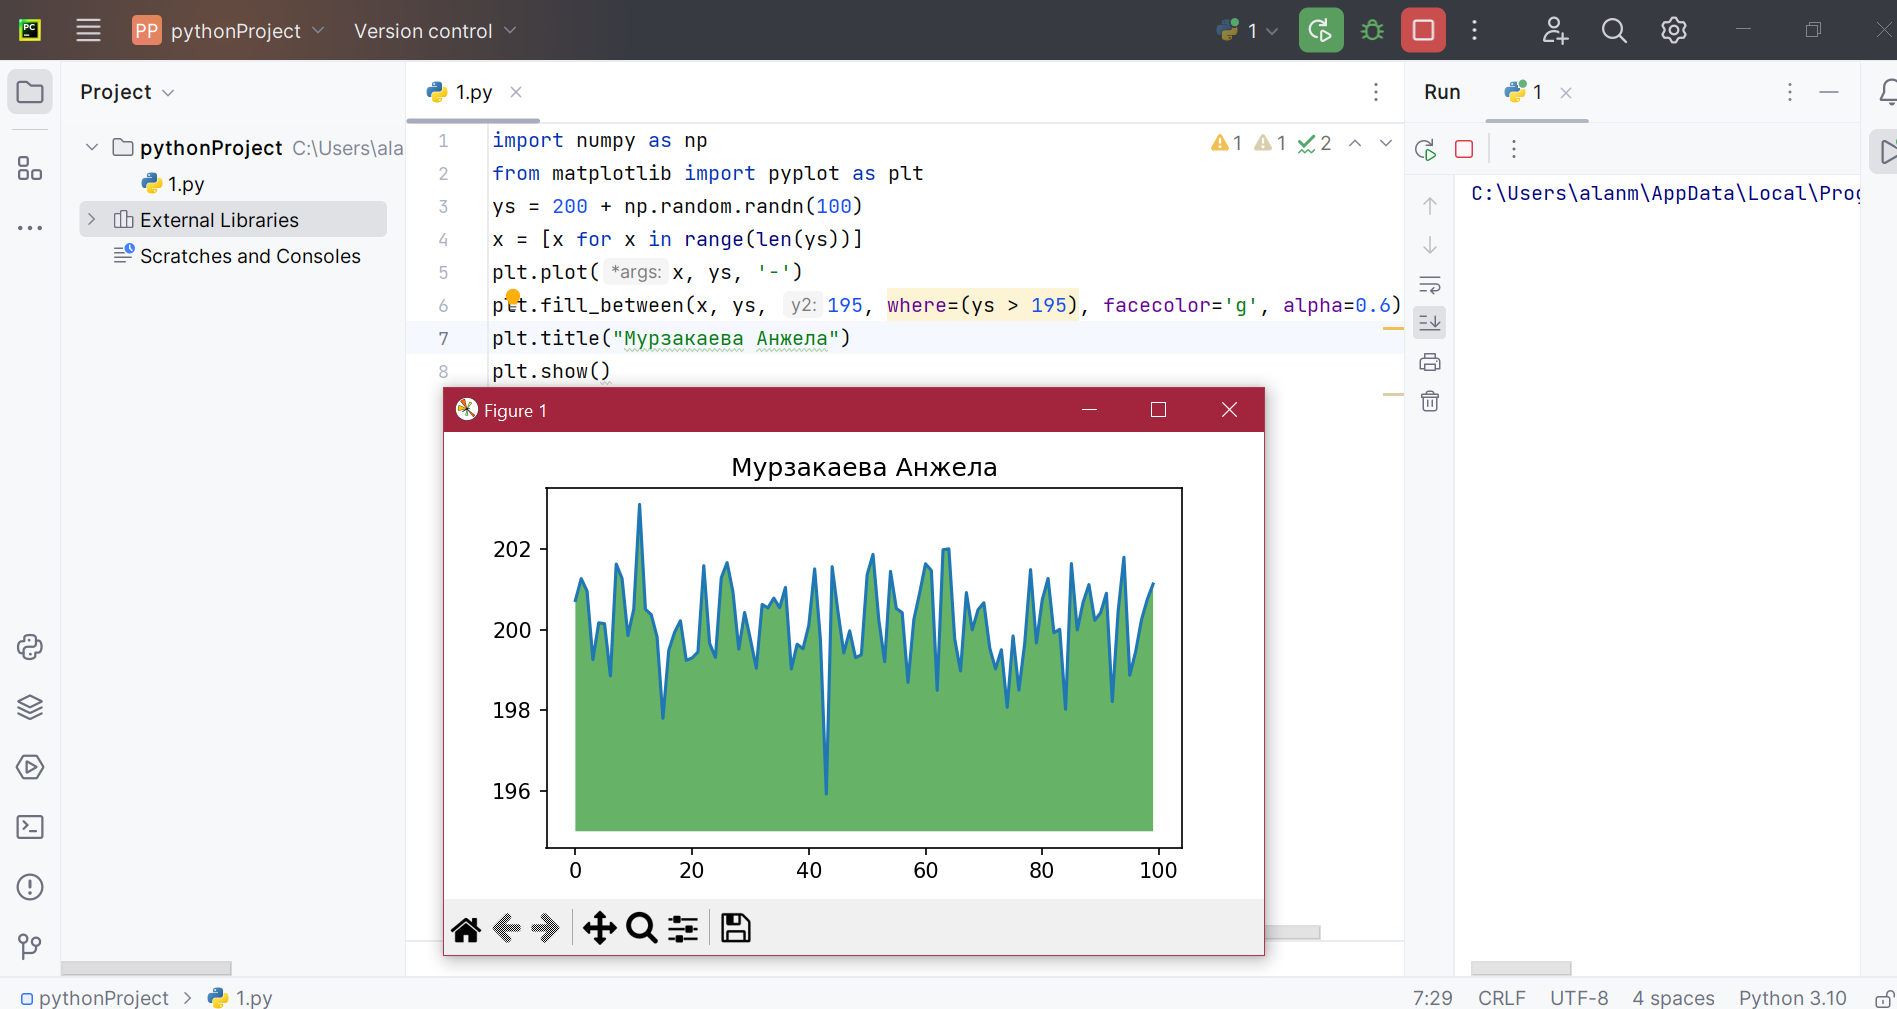 PC
PP pythonProject
Version control
1
Project
pythonProject C:\Users\ala
1.py
External Libraries
Scratches and Consoles
1.py
1 import numpy as np
2 from matplotlib import pyplot as plt
3 ys = 200 + np.random.randn(100)
4 x = [x for x in range(len(ys))]
5 plt.plot( *args: x, ys, '-')
6 plt.fill_between(x, ys, y2: 195, where=(ys > 195), facecolor='g', alpha=0.6)
7 plt.title("Мурзакаева Анжела")
8 plt.show()
1 1 2
Figure 1
Мурзакаева Анжела
202
200
198
196
0 20 40 60 80 100
Run 1
C:\Users\alanm\AppData\Local\Prog
pythonProject
1.py
7:29 CRLF UTF-8 4 spaces Python 3.10